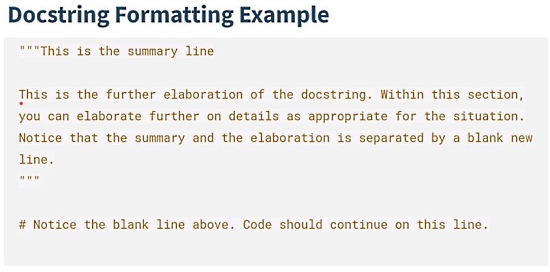 Docstring Formatting Example
"""This is the summary line
This is the further elaboration of the docstring. Within this section,
you can elaborate further on details as appropriate for the situation.
Notice that the summary and the elaboration is separated by a blank new
line.
"""
# Notice the blank line above. Code should continue on this line.